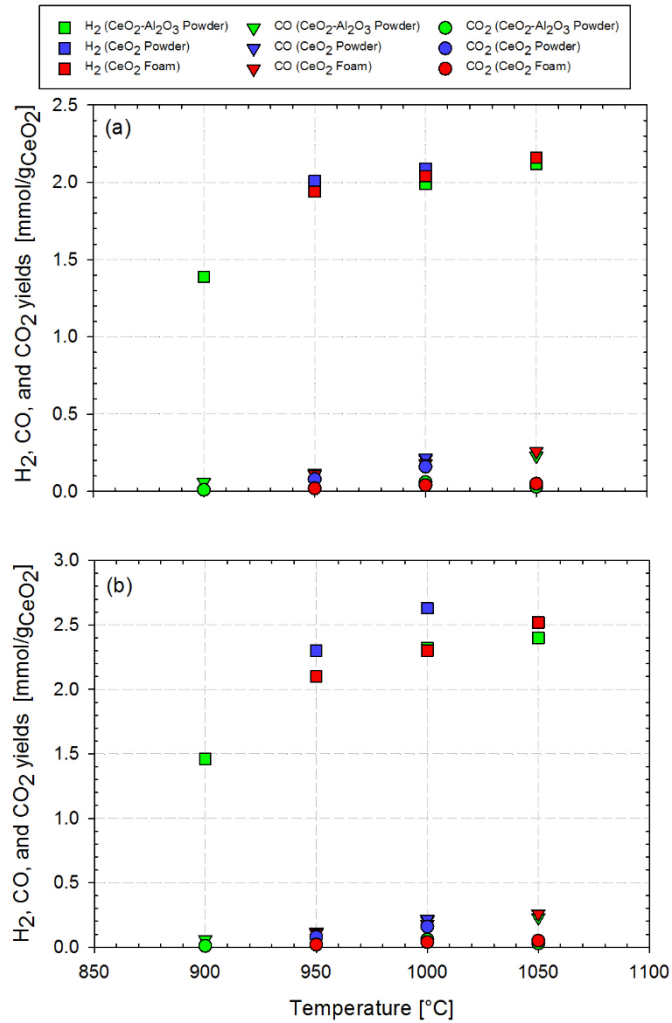 H2 (CeO2-Al2O3 Powder) CO (CeO2-Al2O3 Powder) CO2 (CeO2-Al2O3 Powder)
H2 (CeO2 Powder) CO (CeO2 Powder) CO2 (CeO2 Powder)
H2 (CeO2 Foam) CO (CeO2 Foam) CO2 (CeO2 Foam)
(a)
H2, CO, and CO2 yields [mmol/gCeO2]
2.5
2.0
1.5
1.0
0.5
0.0
(b)
H2, CO, and CO2 yields [mmol/gCeO2]
3.0
2.5
2.0
1.5
1.0
0.5
0.0
850 900 950 1000 1050 1100
Temperature [°C]